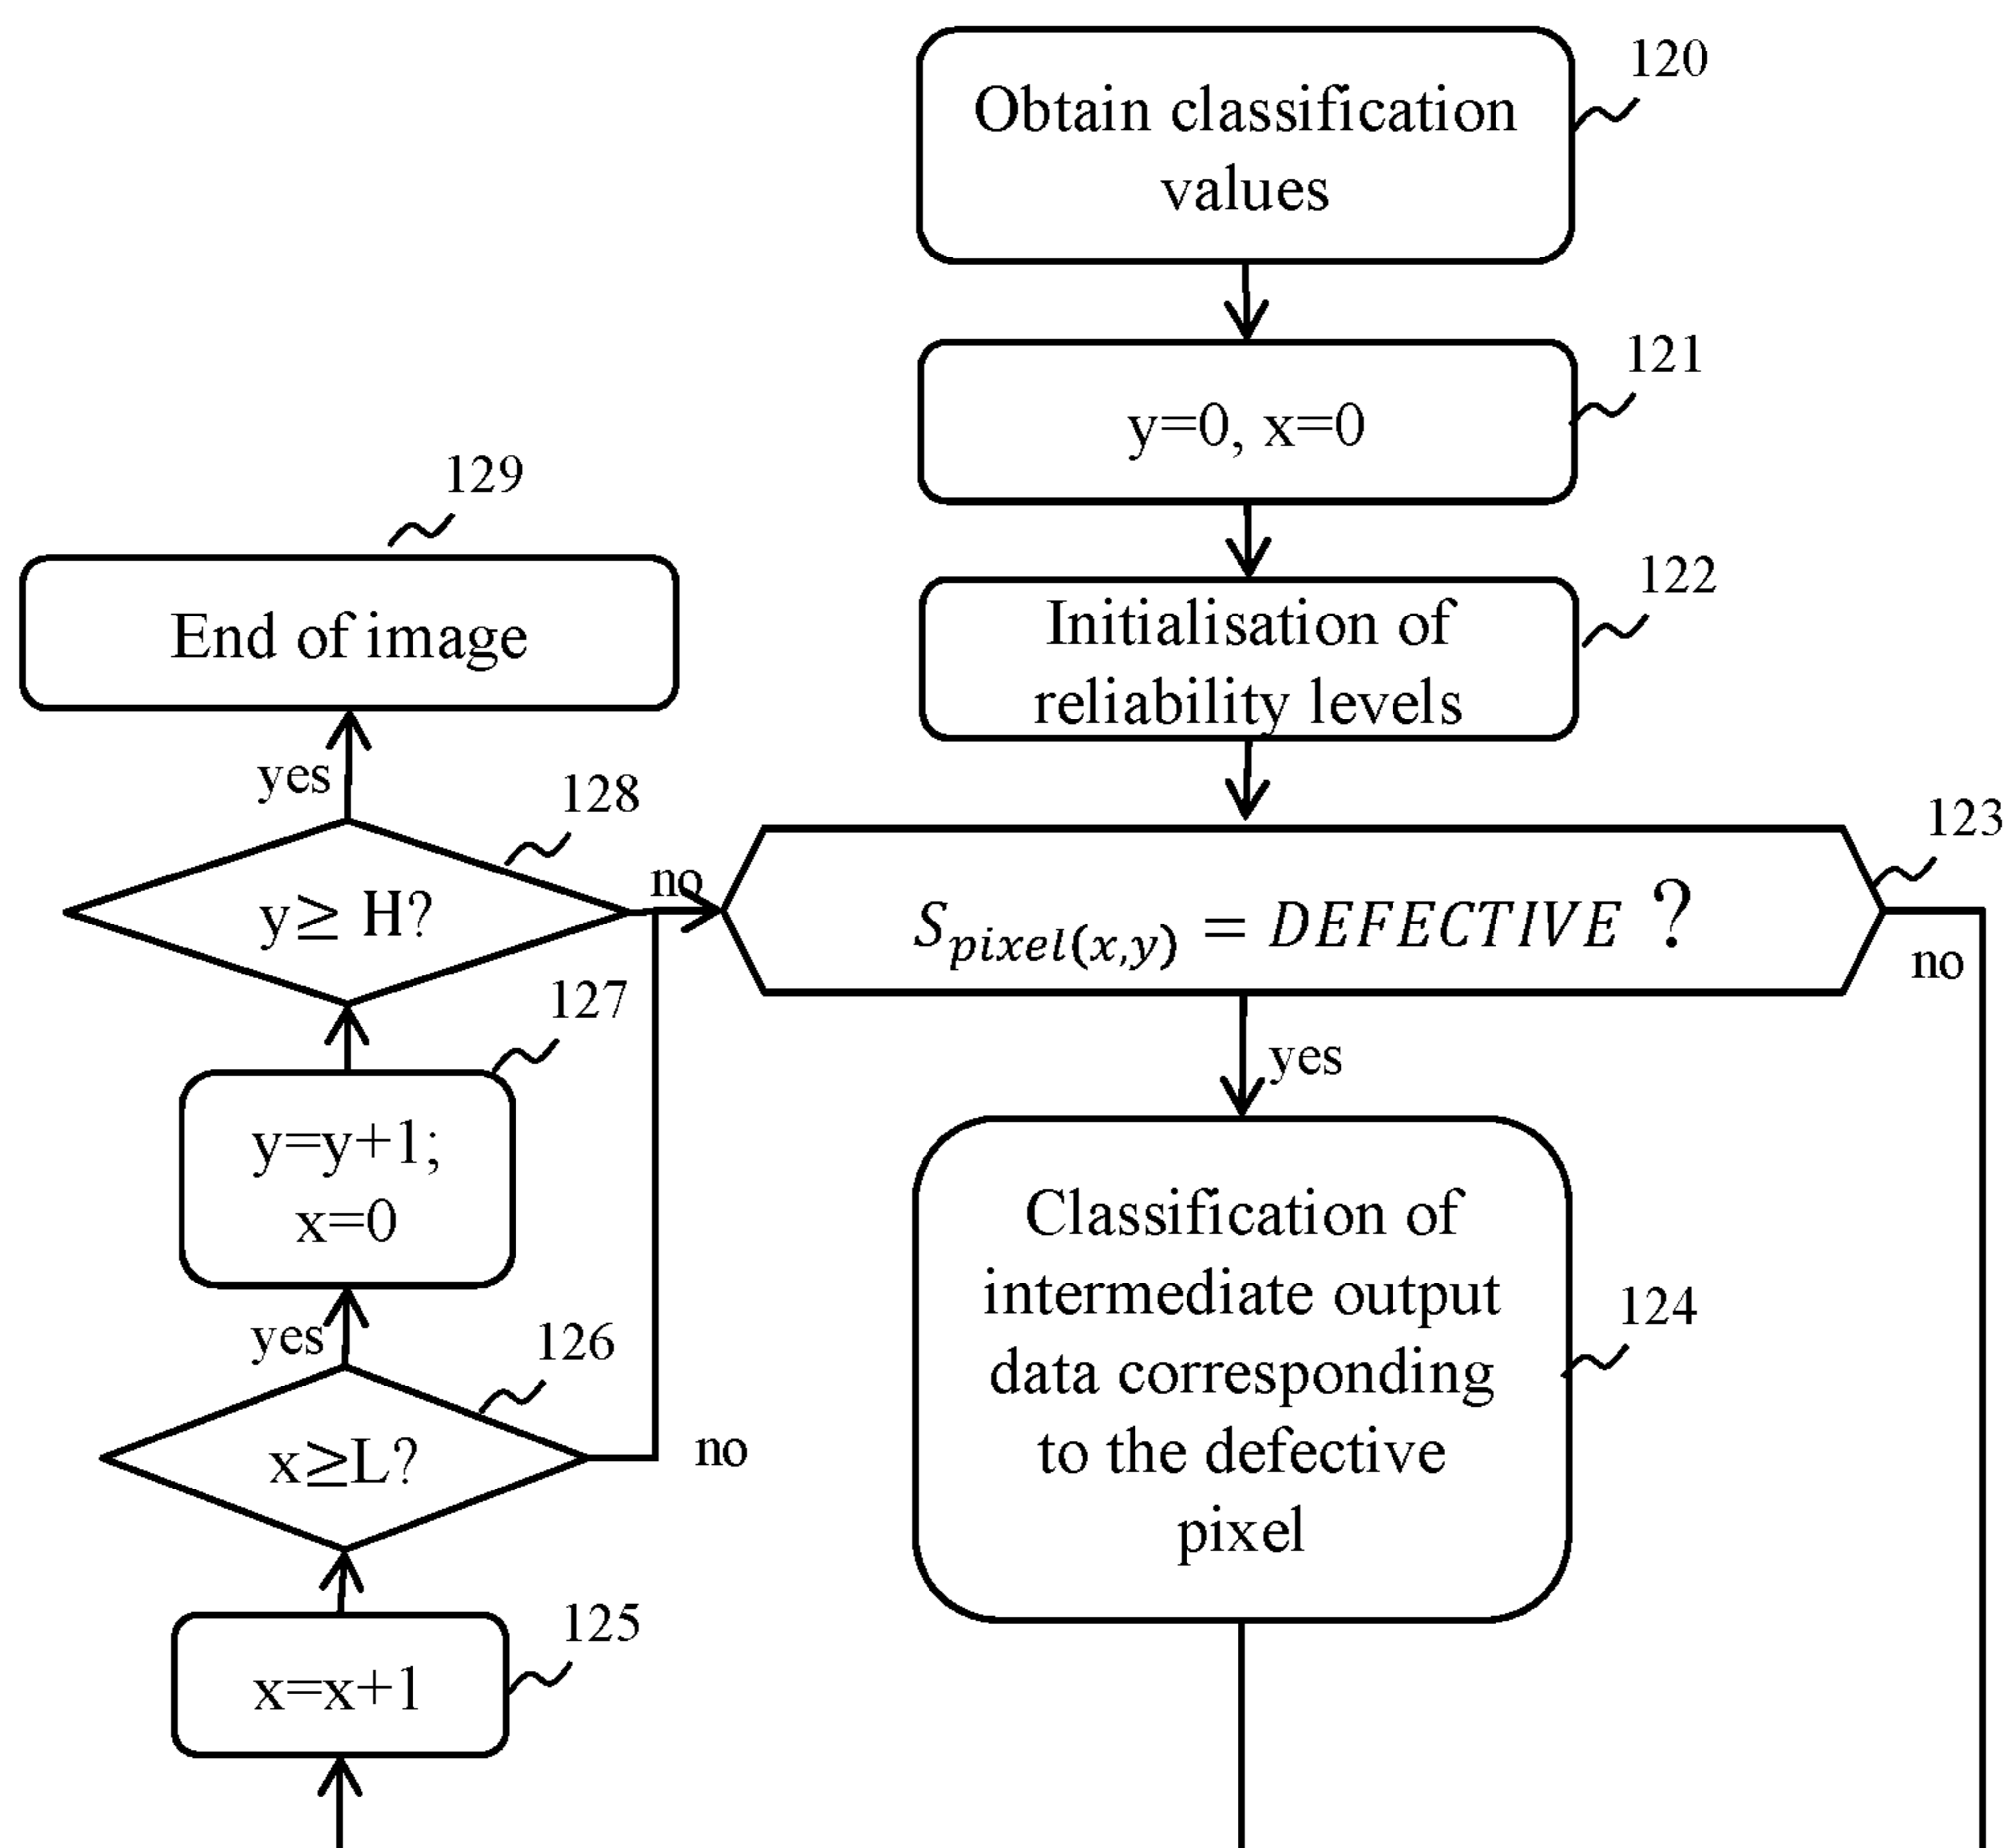 120
Obtain classification
values
121
y=0, x=0
129
122
End of image
Initialisation of
reliability levels
yes
128
123
no
y≥ H?
S_pixel(x,y) = DEFECTIVE ?
no
127
yes
y=y+1;
x=0
Classification of
intermediate output
data corresponding
to the defective
pixel
124
yes
126
x≥L?
no
125
x=x+1